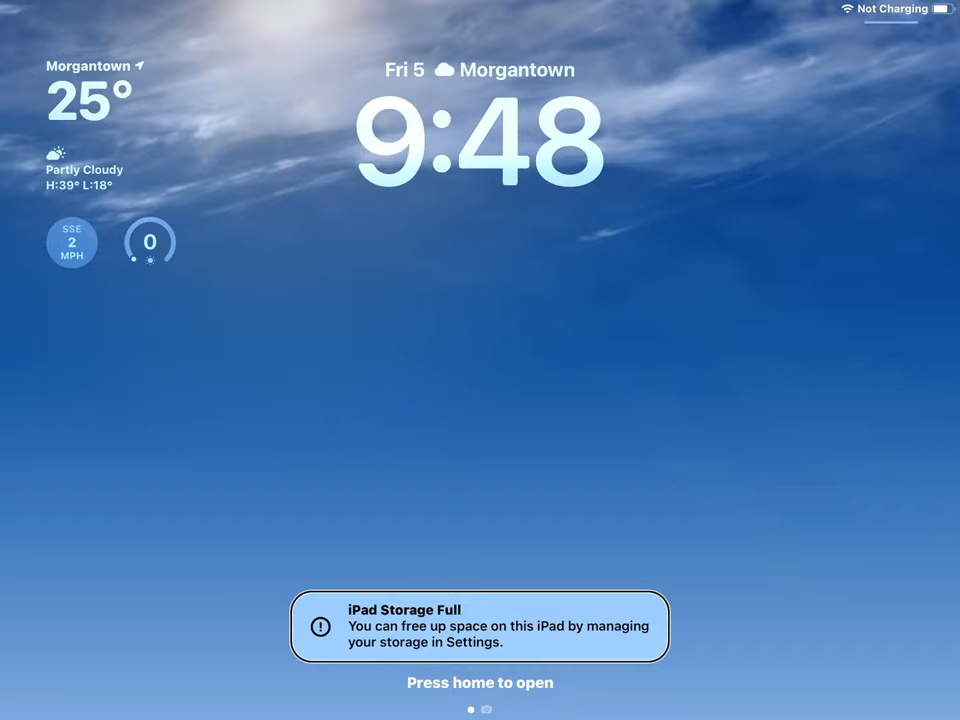 Not Charging
Morgantown
25°
Partly Cloudy
H:39° L:18°
SSE
2
MPH
0
Fri 5 Morgantown
9:48
iPad Storage Full
You can free up space on this iPad by managing
your storage in Settings.
Press home to open